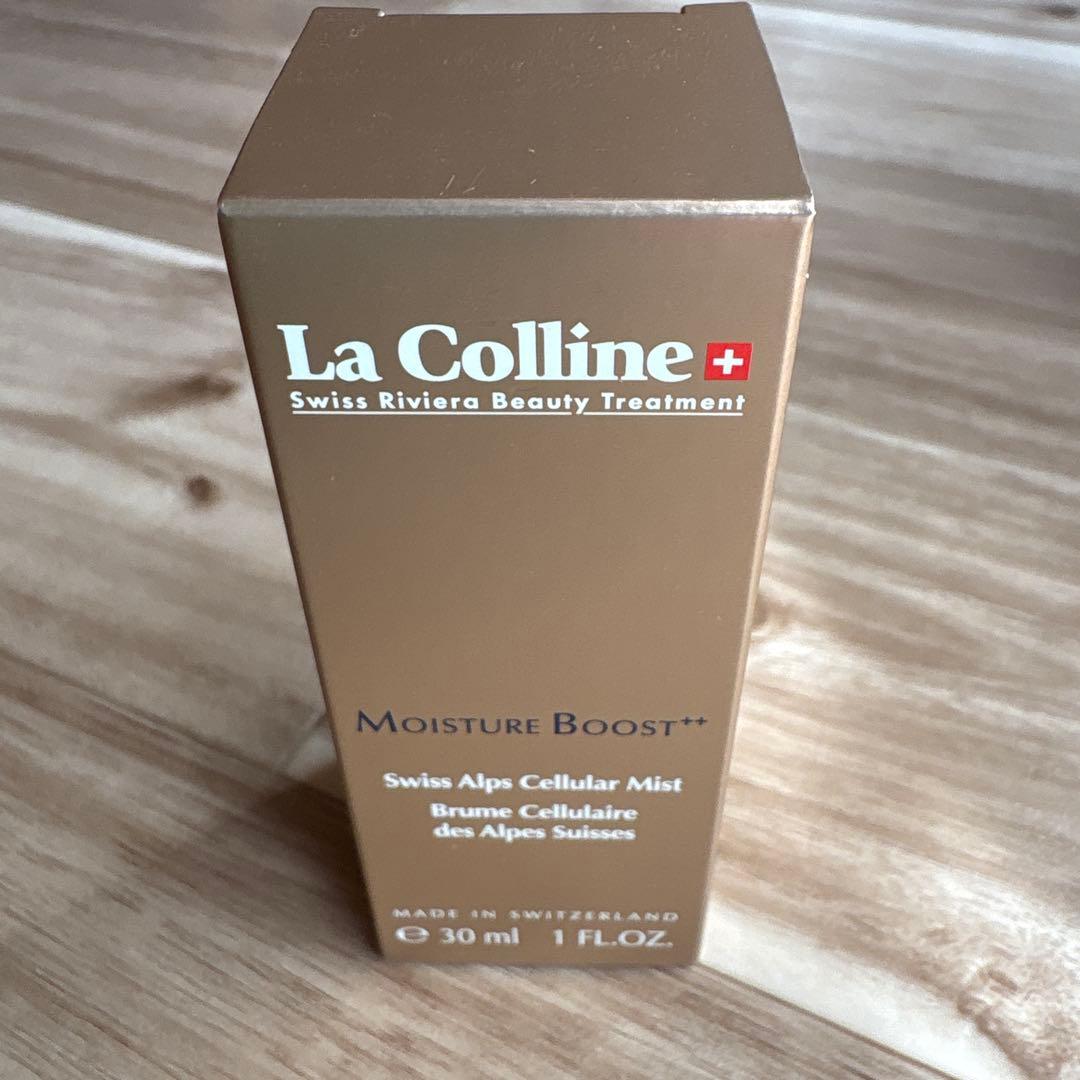 La Colline
Swiss Riviera Beauty Treatment
MOISTURE BOOST++
Swiss Alps Cellular Mist
Brume Cellulaire
des Alpes Suisses
MADE IN SWITZERLAND
℮ 30 ml 1 FL.OZ.